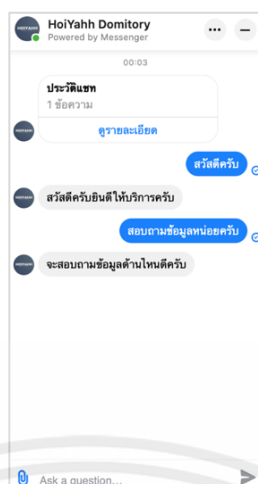 HoiYahh Domitory
Powered by Messenger
00:03
ประวัติแชท
1 ข้อความ
ดูรายละเอียด
สวัสดีครับ
สวัสดีครับยินดีให้บริการครับ
สอบถามข้อมูลหน่อยครับ
จะสอบถามข้อมูลด้านไหนดีครับ
Ask a question...